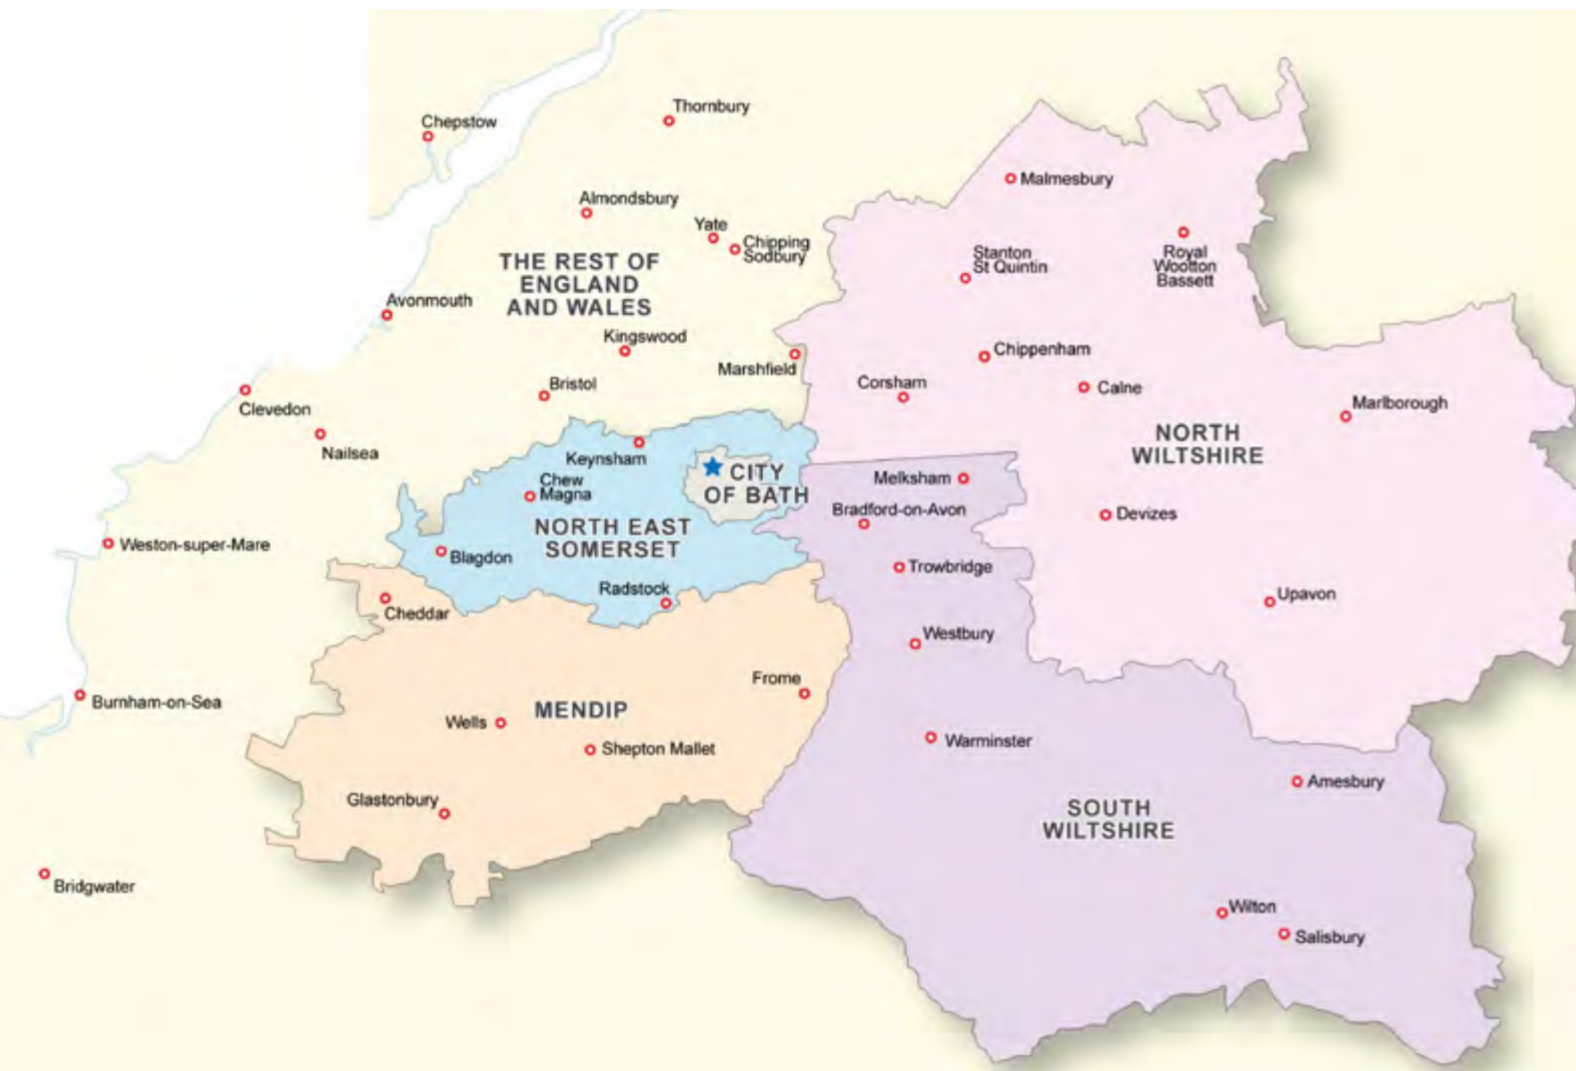 Thornbury
Chepstow
Malmesbury
Almondsbury
Yate
Chipping
Sodbury
Stanton
St Quintin
Royal
Wootton
Bassett
THE REST OF
ENGLAND
AND WALES
Avonmouth
Kingswood
Chippenham
Marshfield
Bristol
Corsham
Calne
Clevedon
Marlborough
NORTH
WILTSHIRE
Nailsea
Keynsham
CITY
OF BATH
Melksham
Chew
Magna
Bradford-on-Avon
Devizes
NORTH EAST
SOMERSET
Weston-super-Mare
Blagdon
Trowbridge
Radstock
Upavon
Cheddar
Westbury
Frome
Burnham-on-Sea
MENDIP
Wells
Shepton Mallet
Warminster
Amesbury
Glastonbury
SOUTH
WILTSHIRE
Bridgwater
Wilton
Salisbury